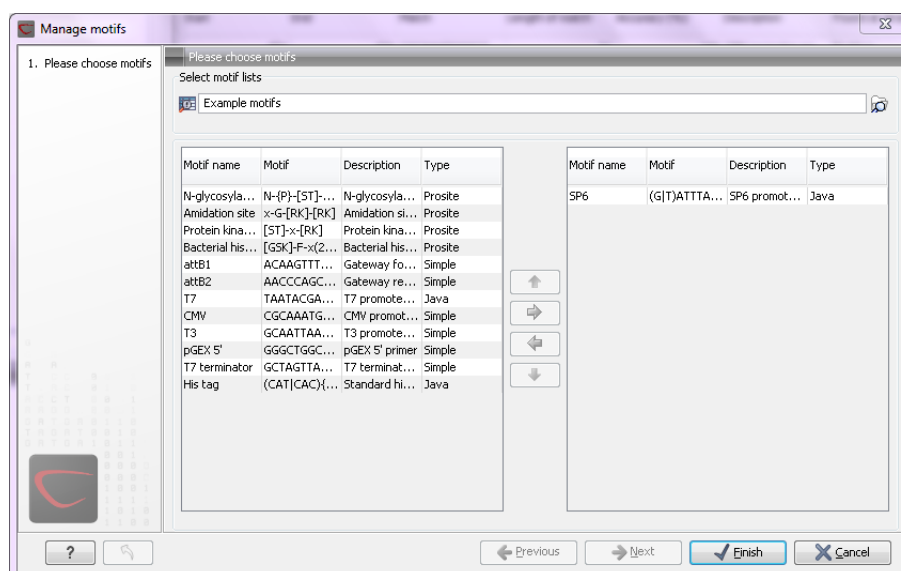 Manage motifs
1. Please choose motifs
Please choose motifs
Select motif lists
Example motifs
Motif name Motif Description Type
N-glycosyla... N-{P}-[ST]-... N-glycosyla... Prosite
Amidation site x-G-[RK]-[RK] Amidation si... Prosite
Protein kina... [ST]-x-[RK] Protein kina... Prosite
Bacterial his... [GSK]-F-x(2... Bacterial his... Prosite
attB1 ACAAGTTT... Gateway fo... Simple
attB2 AACCCAGC... Gateway re... Simple
T7 TAATACGA... T7 promote... Java
CMV CGCAAATG... CMV promot... Simple
T3 GCAATTAA... T3 promote... Simple
pGEX 5' GGGCTGGC... pGEX 5' primer Simple
T7 terminator GCTAGTTA... T7 terminat... Simple
His tag (CAT|CAC){... Standard hi... Java
Motif name Motif Description Type
SP6 (G|T)ATTTA... SP6 promot... Java
?
Previous
Next
Finish
Cancel